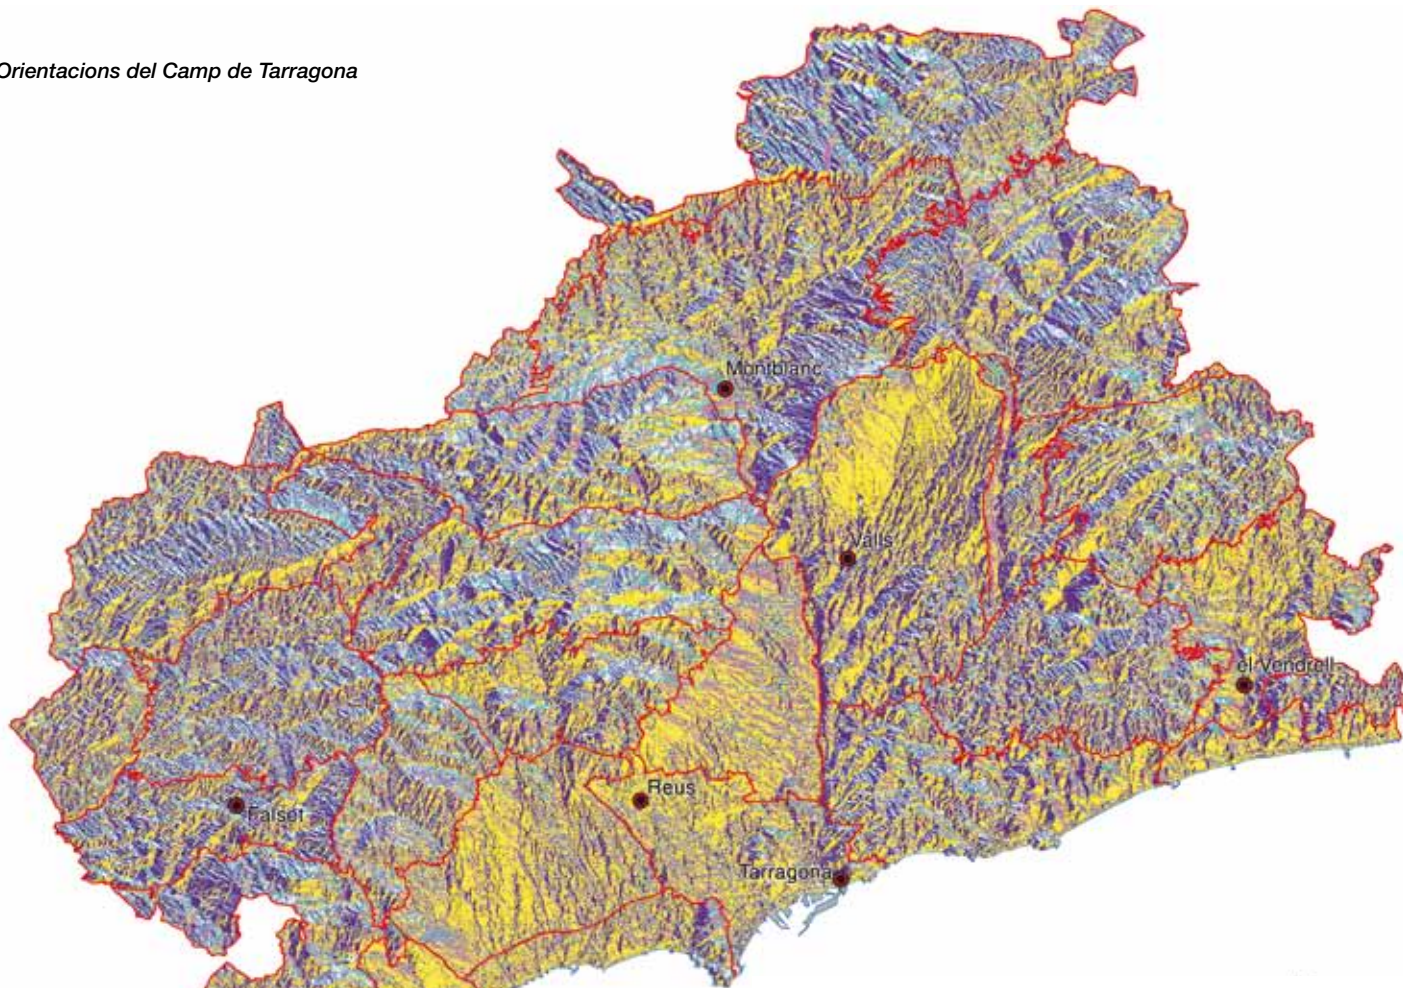 Orientacions del Camp de Tarragona
Montblanc
Valls
el Vendrell
Reus
Falset
Tarragona